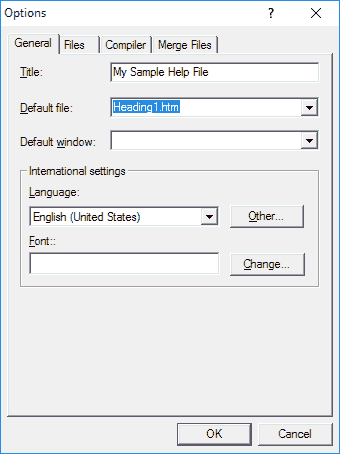 Options
General Files Compiler Merge Files
Title: My Sample Help File
Default file: Heading1.htm
Default window:
International settings
Language:
English (United States) Other...
Font::
Change...
OK Cancel